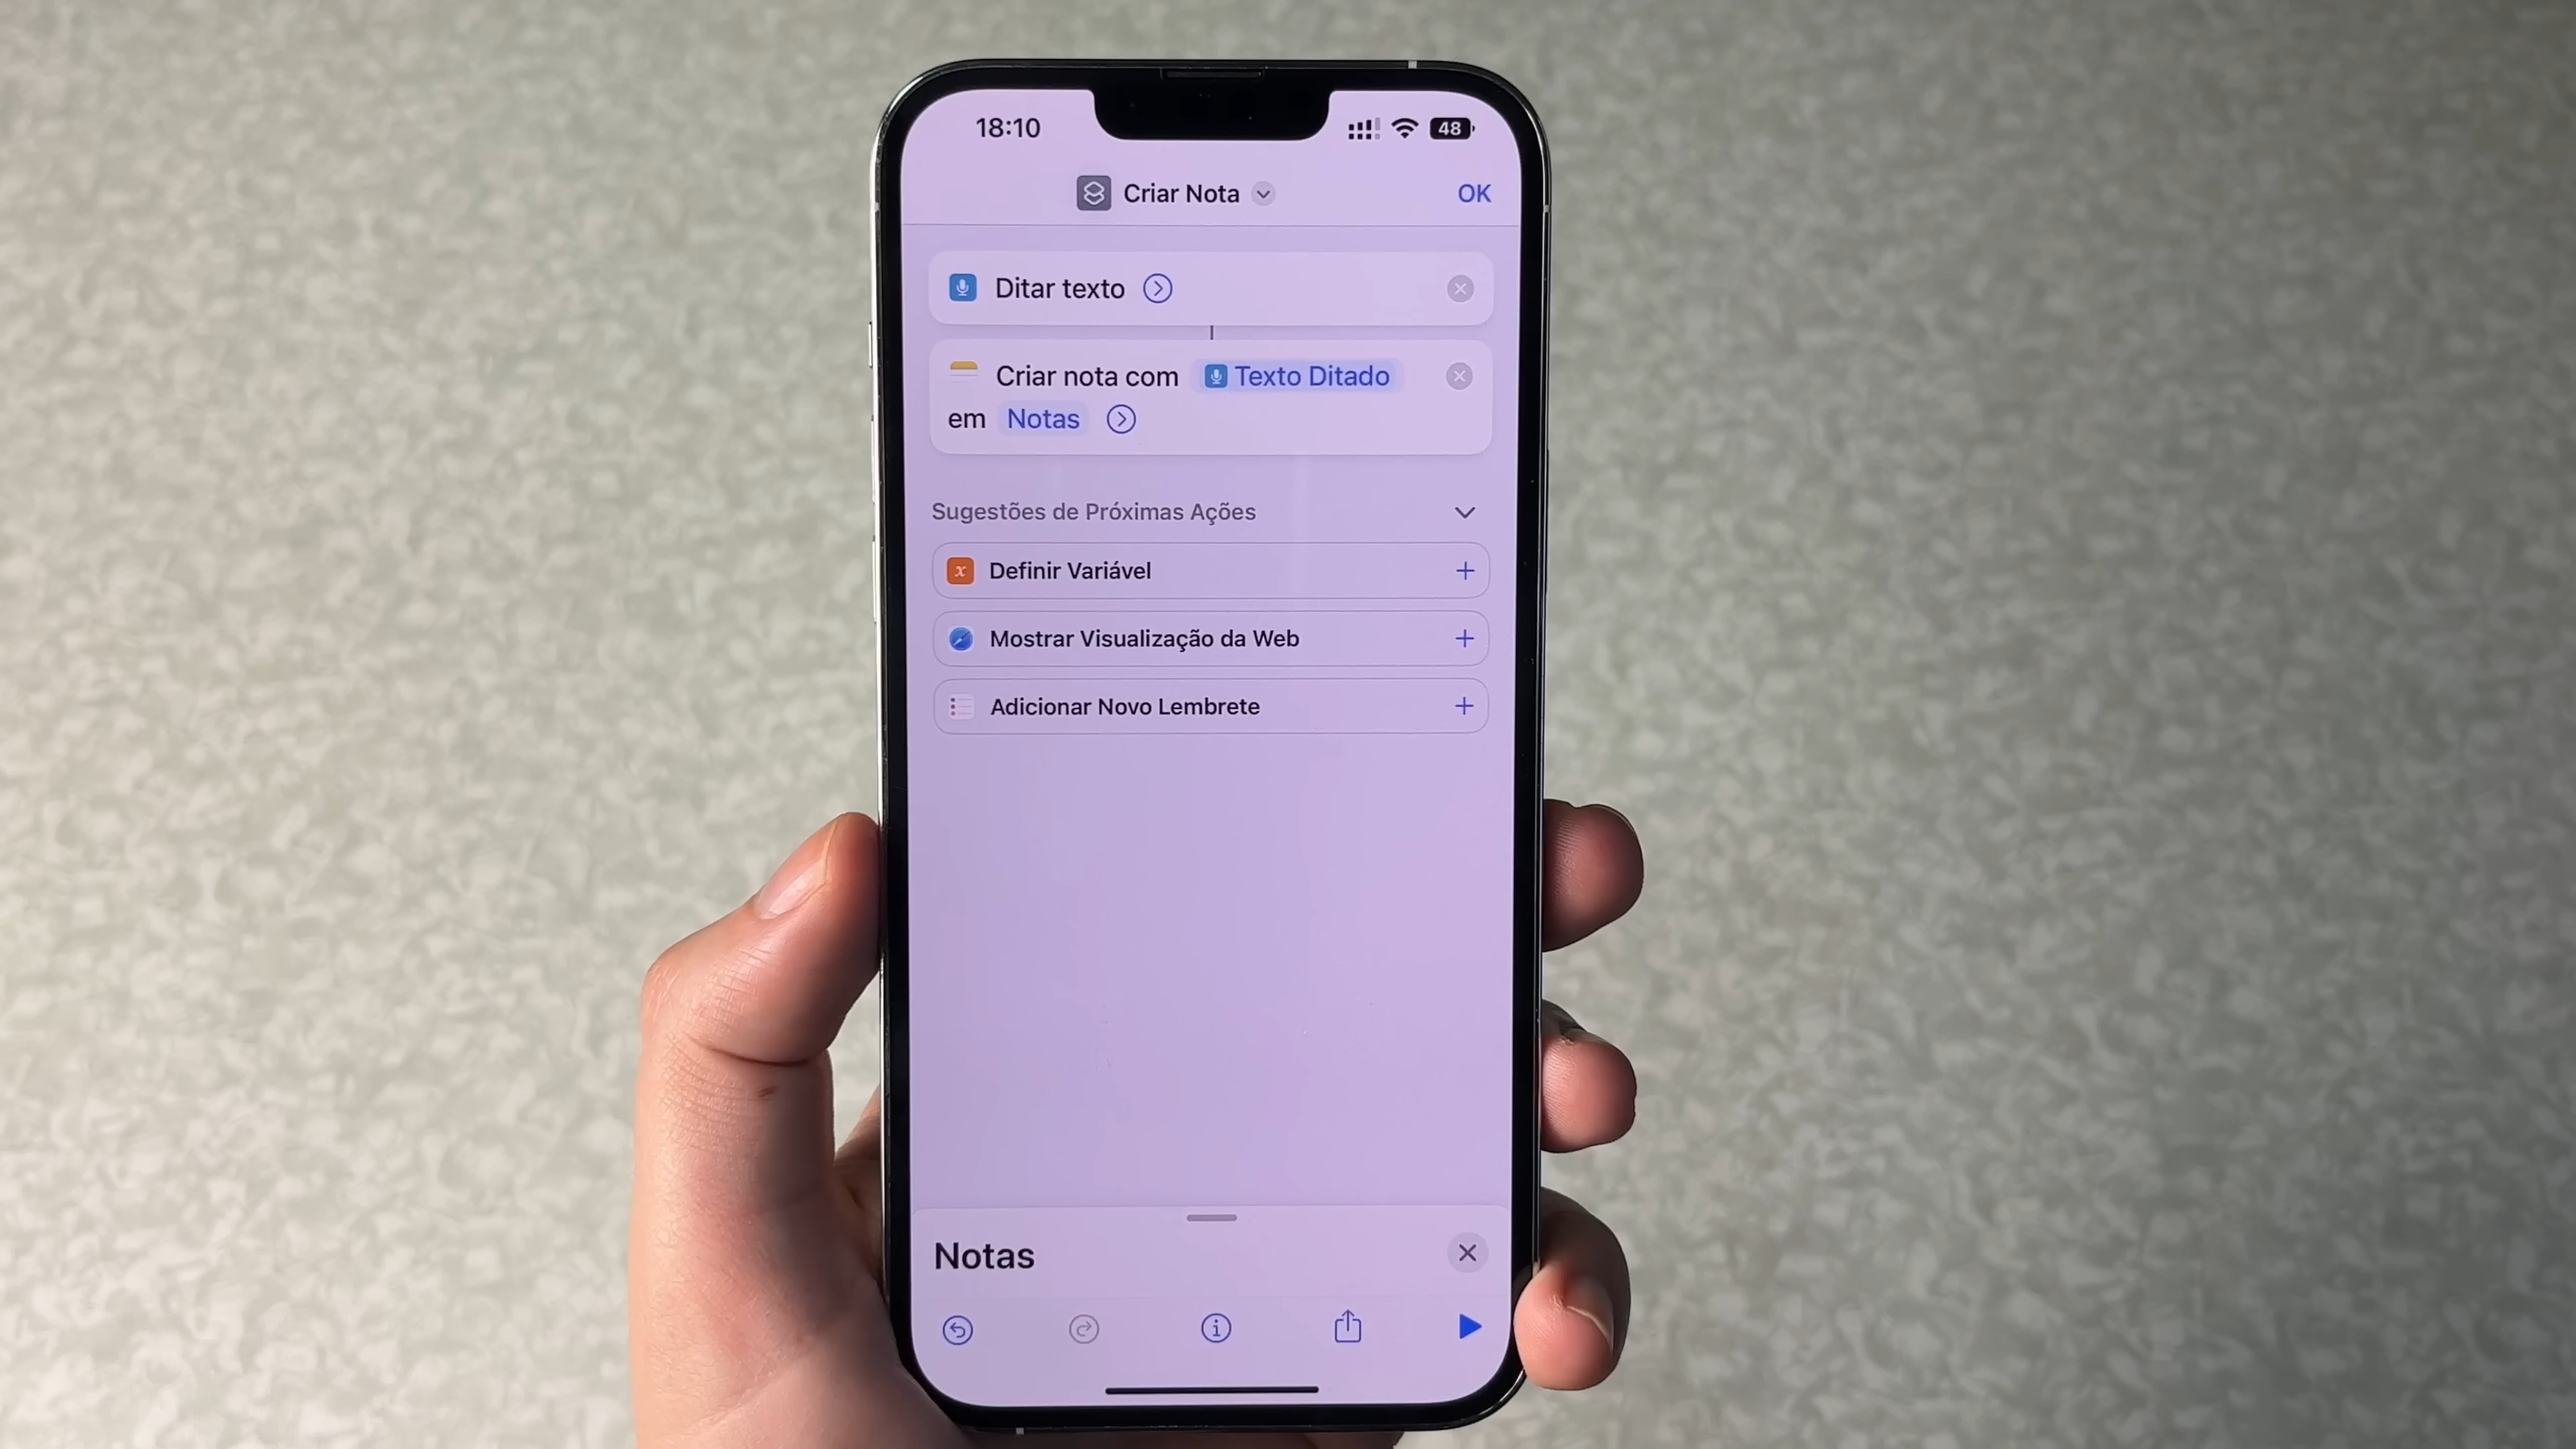 18:10
48
Criar Nota
OK
Ditar texto
Criar nota com Texto Ditado
em Notas
Sugestões de Próximas Ações
x Definir Variável
Mostrar Visualização da Web
Adicionar Novo Lembrete
Notas